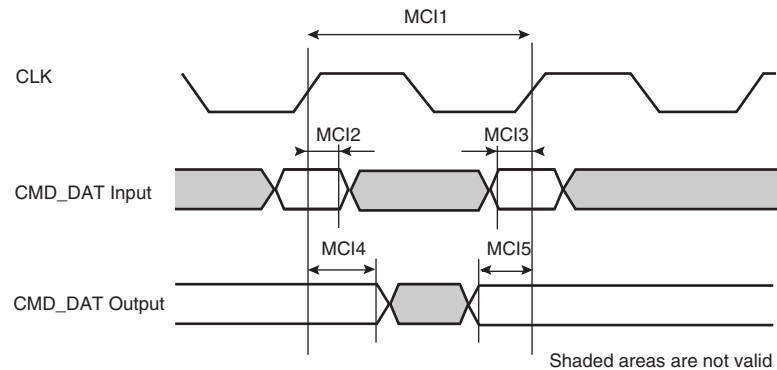 MCI1
CLK
MCI2
MCI3
CMD_DAT Input
MCI4
MCI5
CMD_DAT Output
Shaded areas are not valid